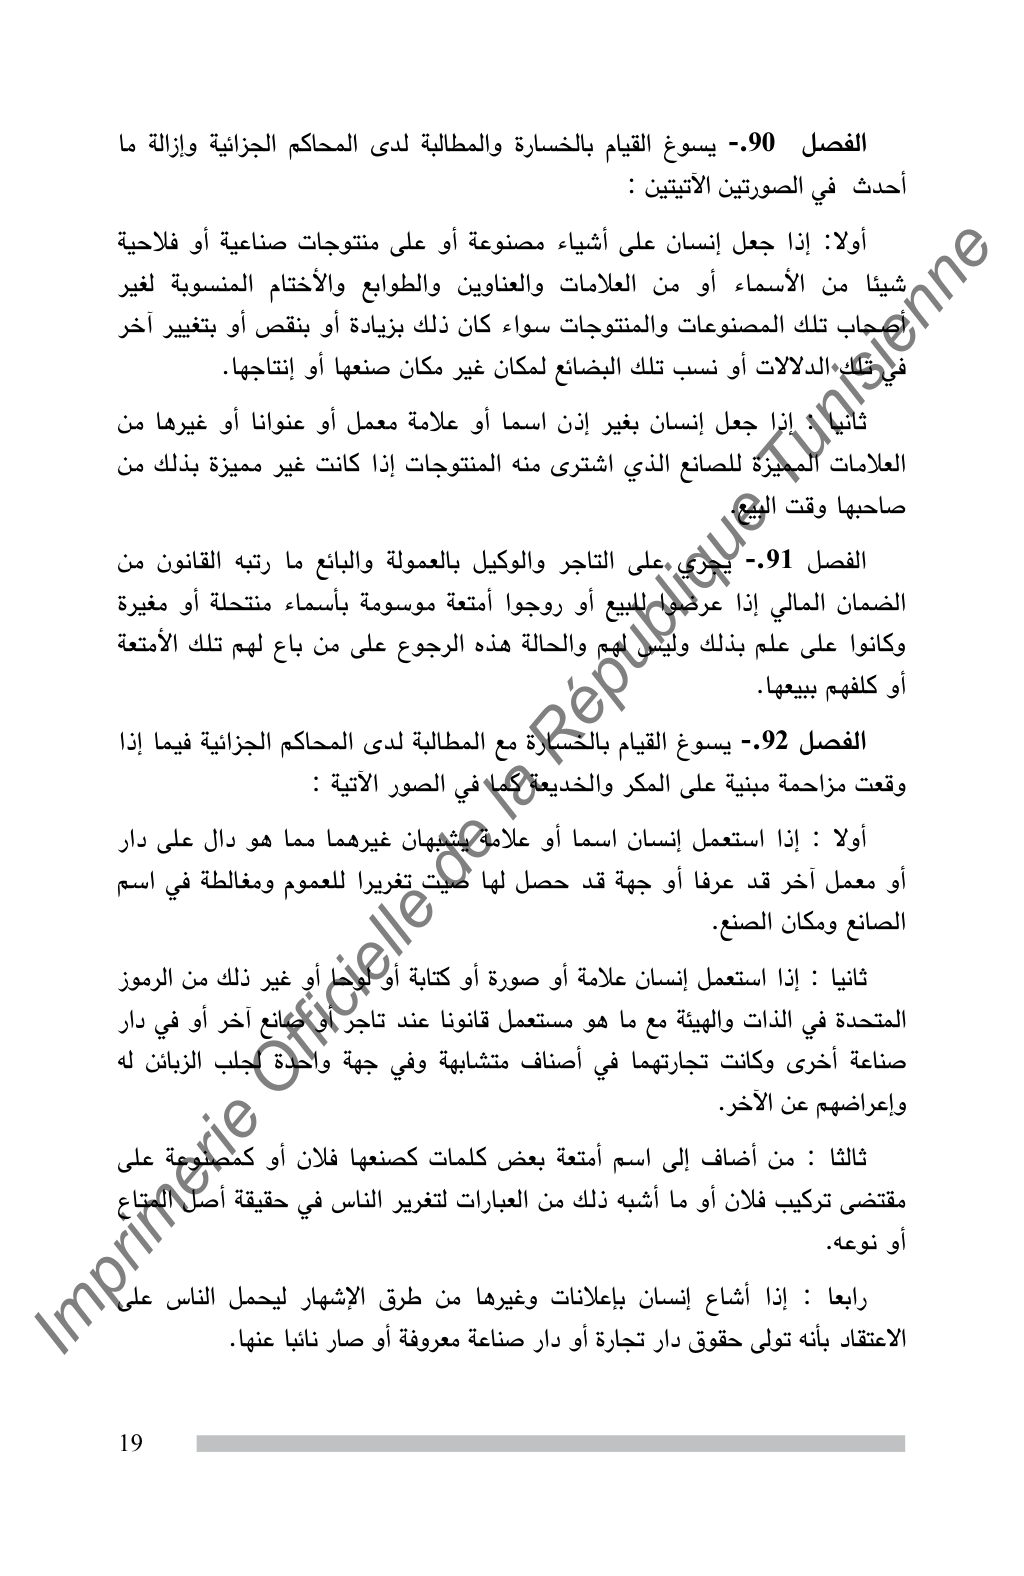 الفصل 90.- يسوغ القيام بالخسارة والمطالبة لدى المحاكم الجزائية وإزالة ما
أحدث في الصورتين الآتيتين :
أولا: إذا جعل إنسان على أشياء مصنوعة أو على منتوجات صناعية أو فلاحية
شيئا من الأسماء أو من العلامات والعناوين والطوابع والأختام المنسوبة لغير
أصحاب تلك المصنوعات والمنتوجات سواء كان ذلك بزيادة أو بنقص أو بتغيير آخر
في تلك الدلالات أو نسب تلك البضائع لمكان غير مكان صنعها أو إنتاجها.
ثانيا : إذا جعل إنسان بغير إذن اسما أو علامة معمل أو عنوانا أو غيرها من
العلامات المميزة للصانع الذي اشترى منه المنتوجات إذا كانت غير مميزة بذلك من
صاحبها وقت البيع.
الفصل 91.- يجري على التاجر والوكيل بالعمولة والبائع ما رتبه القانون من
الضمان المالي إذا عرضوا للبيع أو روجوا أمتعة موسومة بأسماء منتحلة أو مغيرة
وكانوا على علم بذلك وليس لهم والحالة هذه الرجوع على من باع لهم تلك الأمتعة
أو كلفهم ببيعها.
الفصل 92.- يسوغ القيام بالخسارة مع المطالبة لدى المحاكم الجزائية فيما إذا
وقعت مزاحمة مبنية على المكر والخديعة كما في الصور الآتية :
أولا : إذا استعمل إنسان اسما أو علامة يشبهان غيرهما مما هو دال على دار
أو معمل آخر قد عرفا أو جهة قد حصل لها صيت تغريرا للعموم ومغالطة في اسم
الصانع ومكان الصنع.
ثانيا : إذا استعمل إنسان علامة أو صورة أو كتابة أو لوحا أو غير ذلك من الرموز
المتحدة في الذات والهيئة مع ما هو مستعمل قانونا عند تاجر أو صانع آخر أو في دار
صناعة أخرى وكانت تجارتهما في أصناف متشابهة وفي جهة واحدة لجلب الزبائن له
وإعراضهم عن الآخر.
ثالثا : من أضاف إلى اسم أمتعة بعض كلمات كصنعها فلان أو كمصنوعة على
مقتضى تركيب فلان أو ما أشبه ذلك من العبارات لتغرير الناس في حقيقة أصل المتاع
أو نوعه.
رابعا : إذا أشاع إنسان بإعلانات وغيرها من طرق الإشهار ليحمل الناس على
الاعتقاد بأنه تولى حقوق دار تجارة أو دار صناعة معروفة أو صار نائبا عنها.
19
Imprimerie Officielle de la République Tunisienne